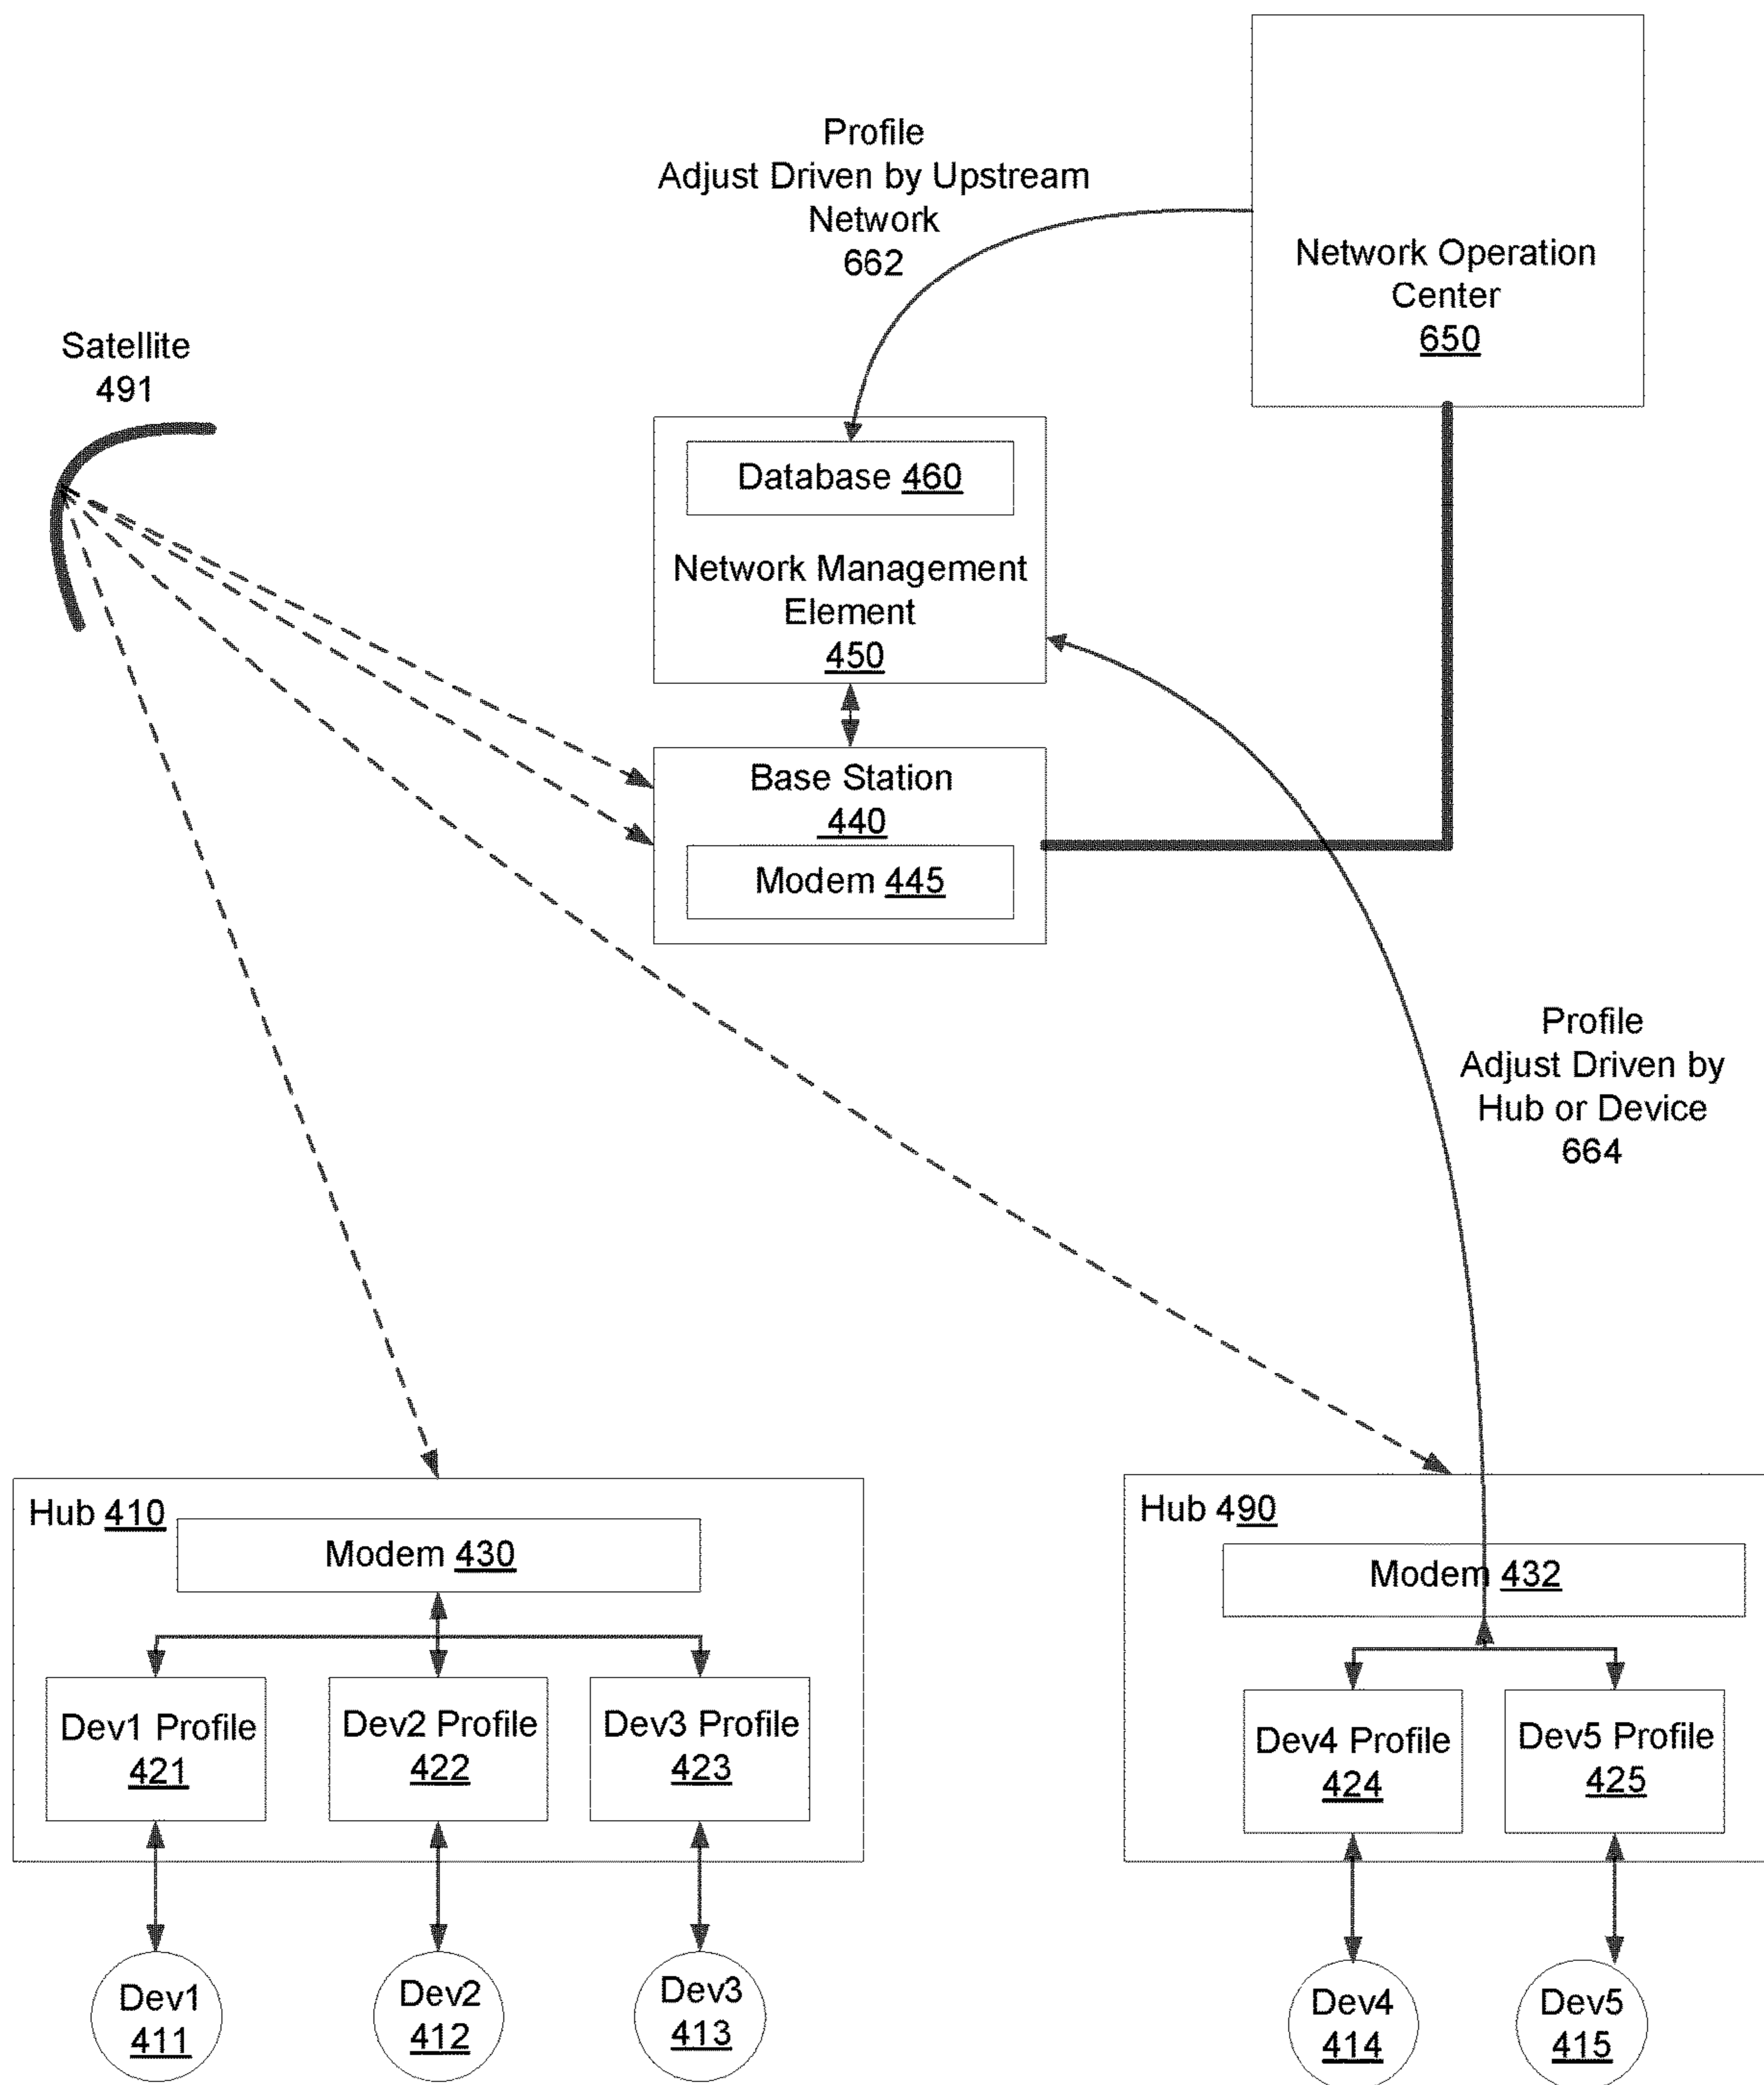 Profile
Adjust Driven by Upstream
Network
662
Network Operation
Center
650
Satellite
491
Database 460
Network Management
Element
450
Base Station
440
Modem 445
Profile
Adjust Driven by
Hub or Device
664
Hub 410
Modem 430
Dev1 Profile
421
Dev2 Profile
422
Dev3 Profile
423
Hub 490
Modem 432
Dev4 Profile
424
Dev5 Profile
425
Dev1
411
Dev2
412
Dev3
413
Dev4
414
Dev5
415